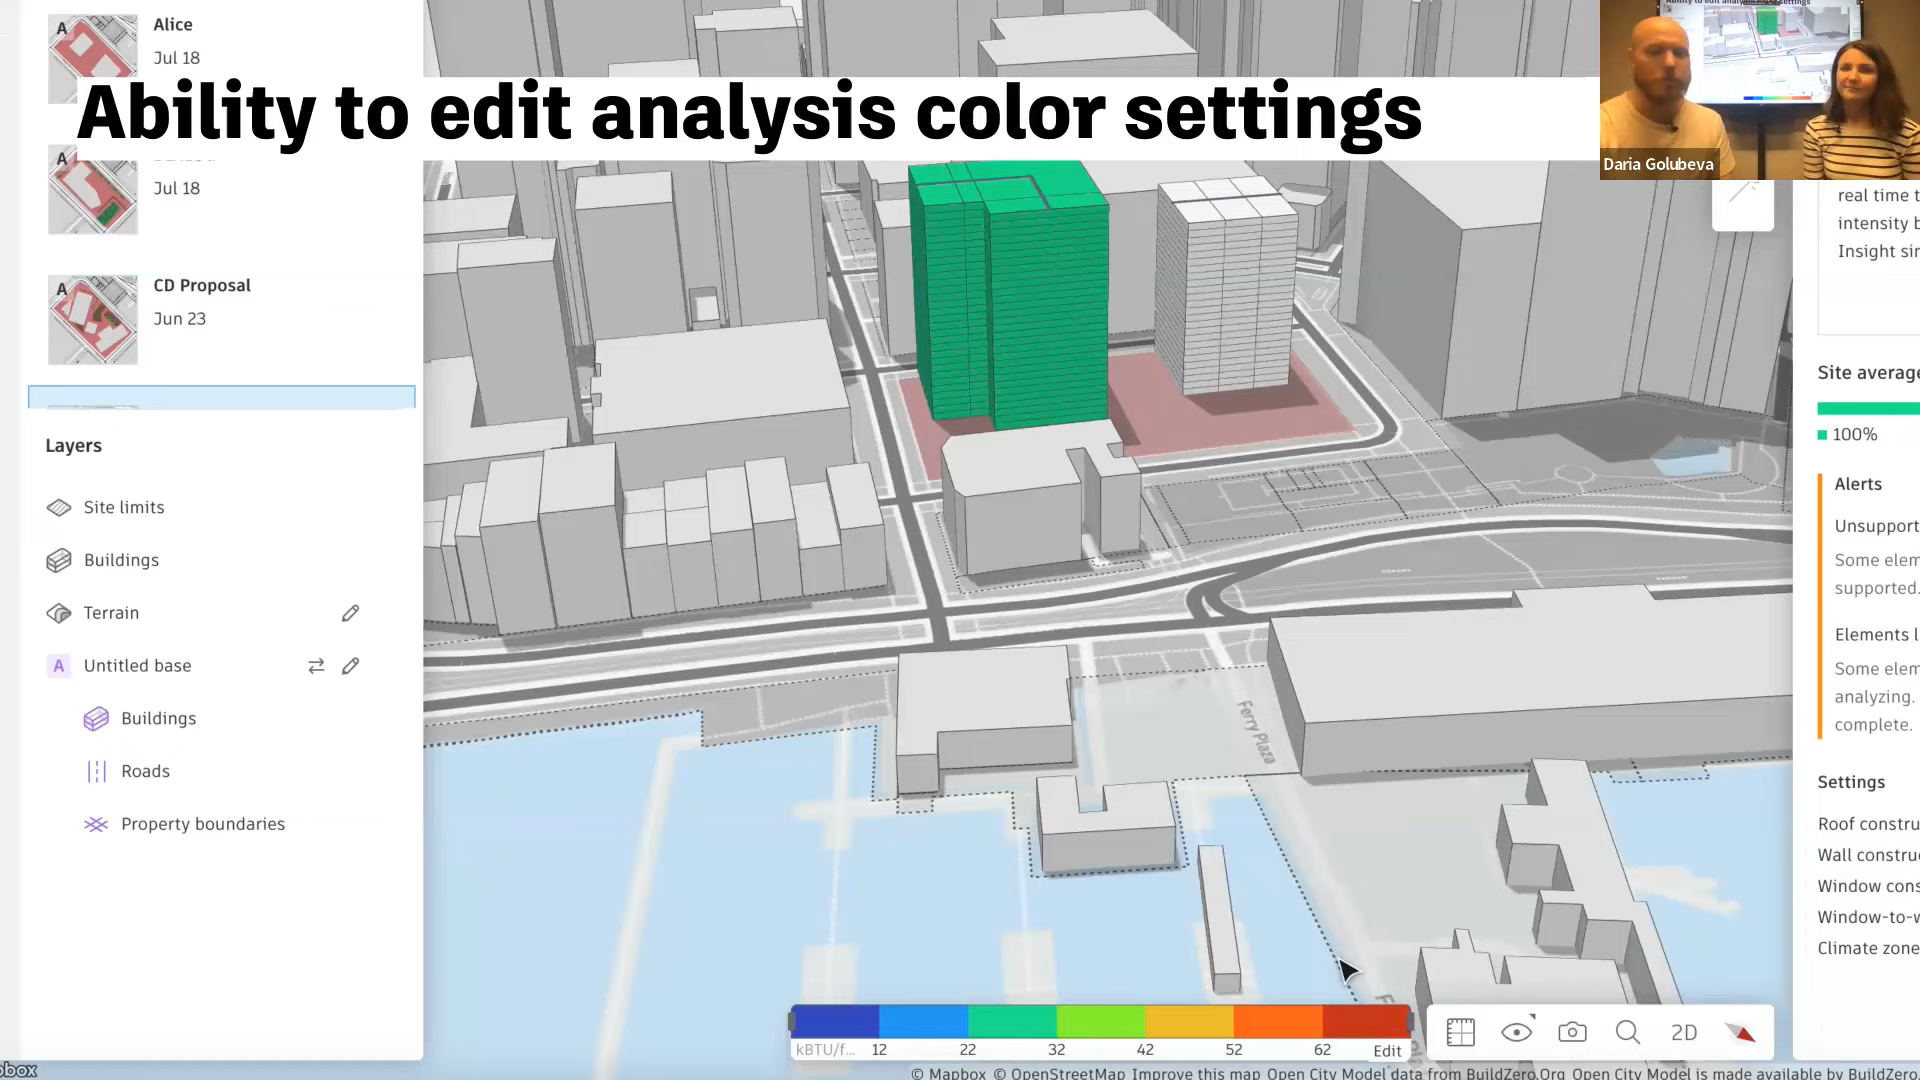 Alice
Jul 18
Ability to edit analysis color settings
Jul 18
CD Proposal
Jun 23
Layers
Site limits
Buildings
Terrain
A Untitled base
Buildings
Roads
Property boundaries
Daria Golubeva
real time t
intensity b
Insight sir
Site average
100%
Alerts
Unsupport
Some elem
supported.
Elements l
Some elem
analyzing.
complete.
Settings
Roof constru
Wall constru
Window cons
Window-to-w
Climate zone
Ferry Plaza
kBTU/f... 12 22 32 42 52 62 Edit
2D
© Mapbox © OpenStreetMap Improve this map Open City Model data from BuildZero.Org Open City Model is made available by BuildZero.